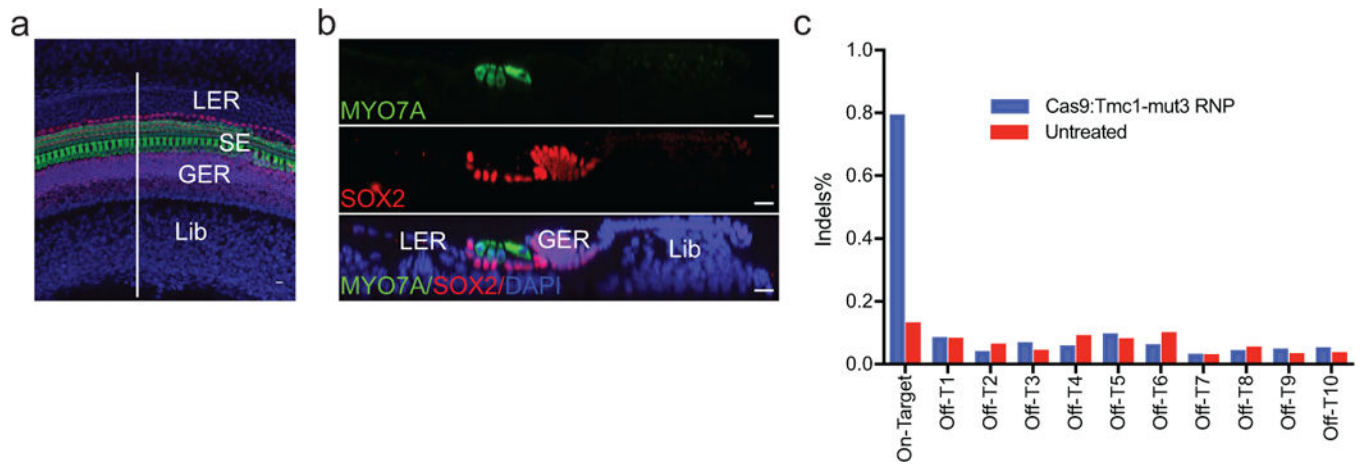 a
LER
SE
GER
Lib
b
MYO7A
SOX2
LER
GER
Lib
MYO7A/SOX2/DAPI
c
1.0
0.8
0.6
0.4
0.2
0.0
Indels%
Cas9:Tmc1-mut3 RNP
Untreated
On-Target
Off-T1
Off-T2
Off-T3
Off-T4
Off-T5
Off-T6
Off-T7
Off-T8
Off-T9
Off-T10